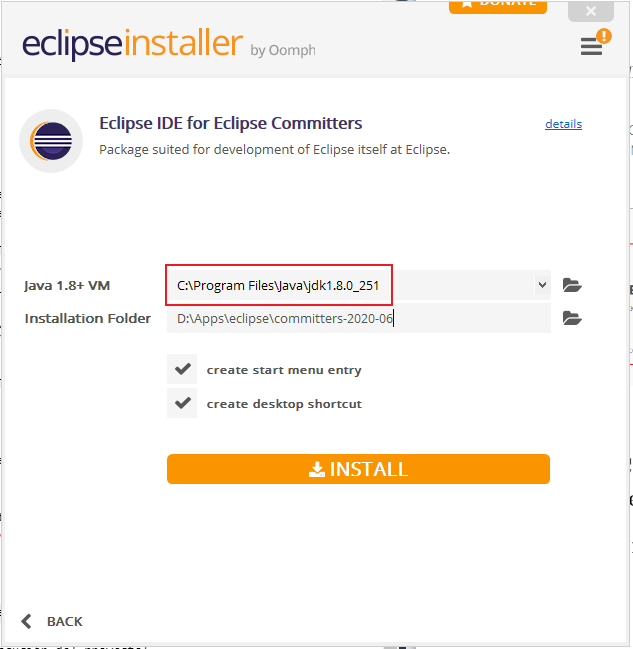 DONATE
eclipseinstaller by Oomph
Eclipse IDE for Eclipse Committers
details
Package suited for development of Eclipse itself at Eclipse.
Java 1.8+ VM
C:\Program Files\Java\jdk1.8.0_251
Installation Folder
D:\Apps\eclipse\committers-2020-06
create start menu entry
create desktop shortcut
INSTALL
BACK